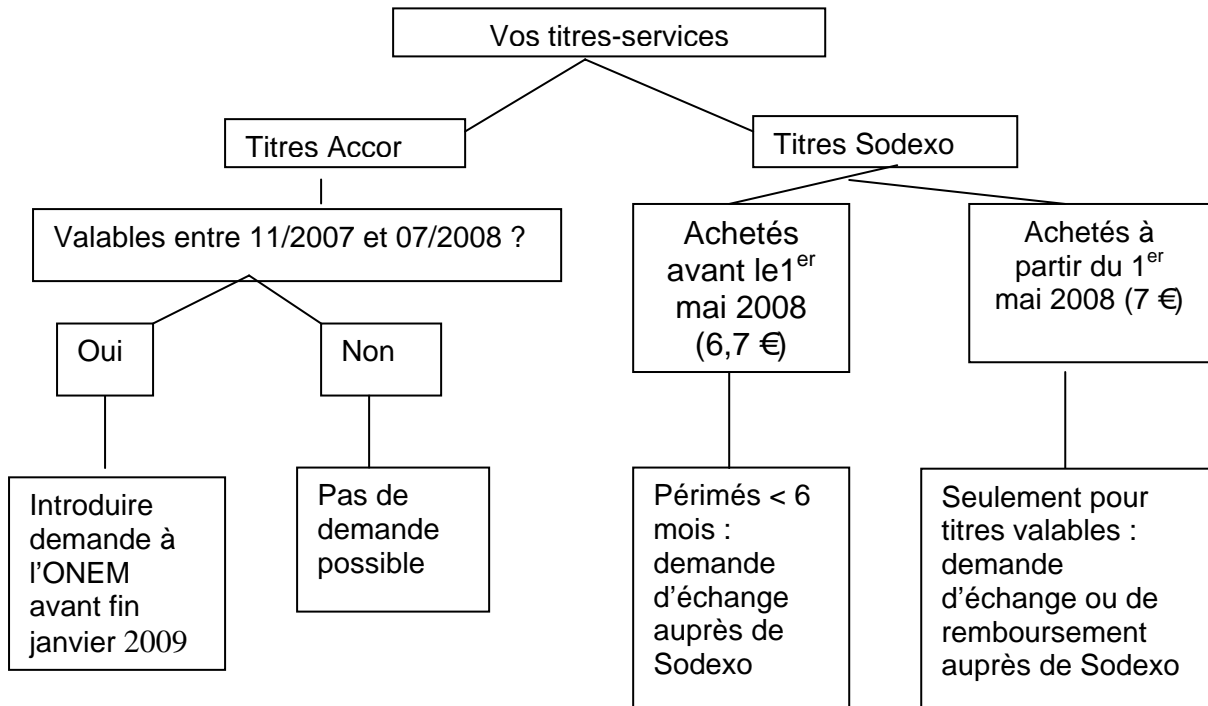 Vos titres-services
Titres Accor
Titres Sodexo
Valables entre 11/2007 et 07/2008 ?
Achetés
avant le1er
mai 2008
(6,7 €)
Achetés à
partir du 1er
mai 2008 (7 €)
Oui
Non
Introduire
demande à
l'ONEM
avant fin
janvier 2009
Pas de
demande
possible
Périmés < 6
mois :
demande
d'échange
auprès de
Sodexo
Seulement pour
titres valables :
demande
d'échange ou de
remboursement
auprès de Sodexo